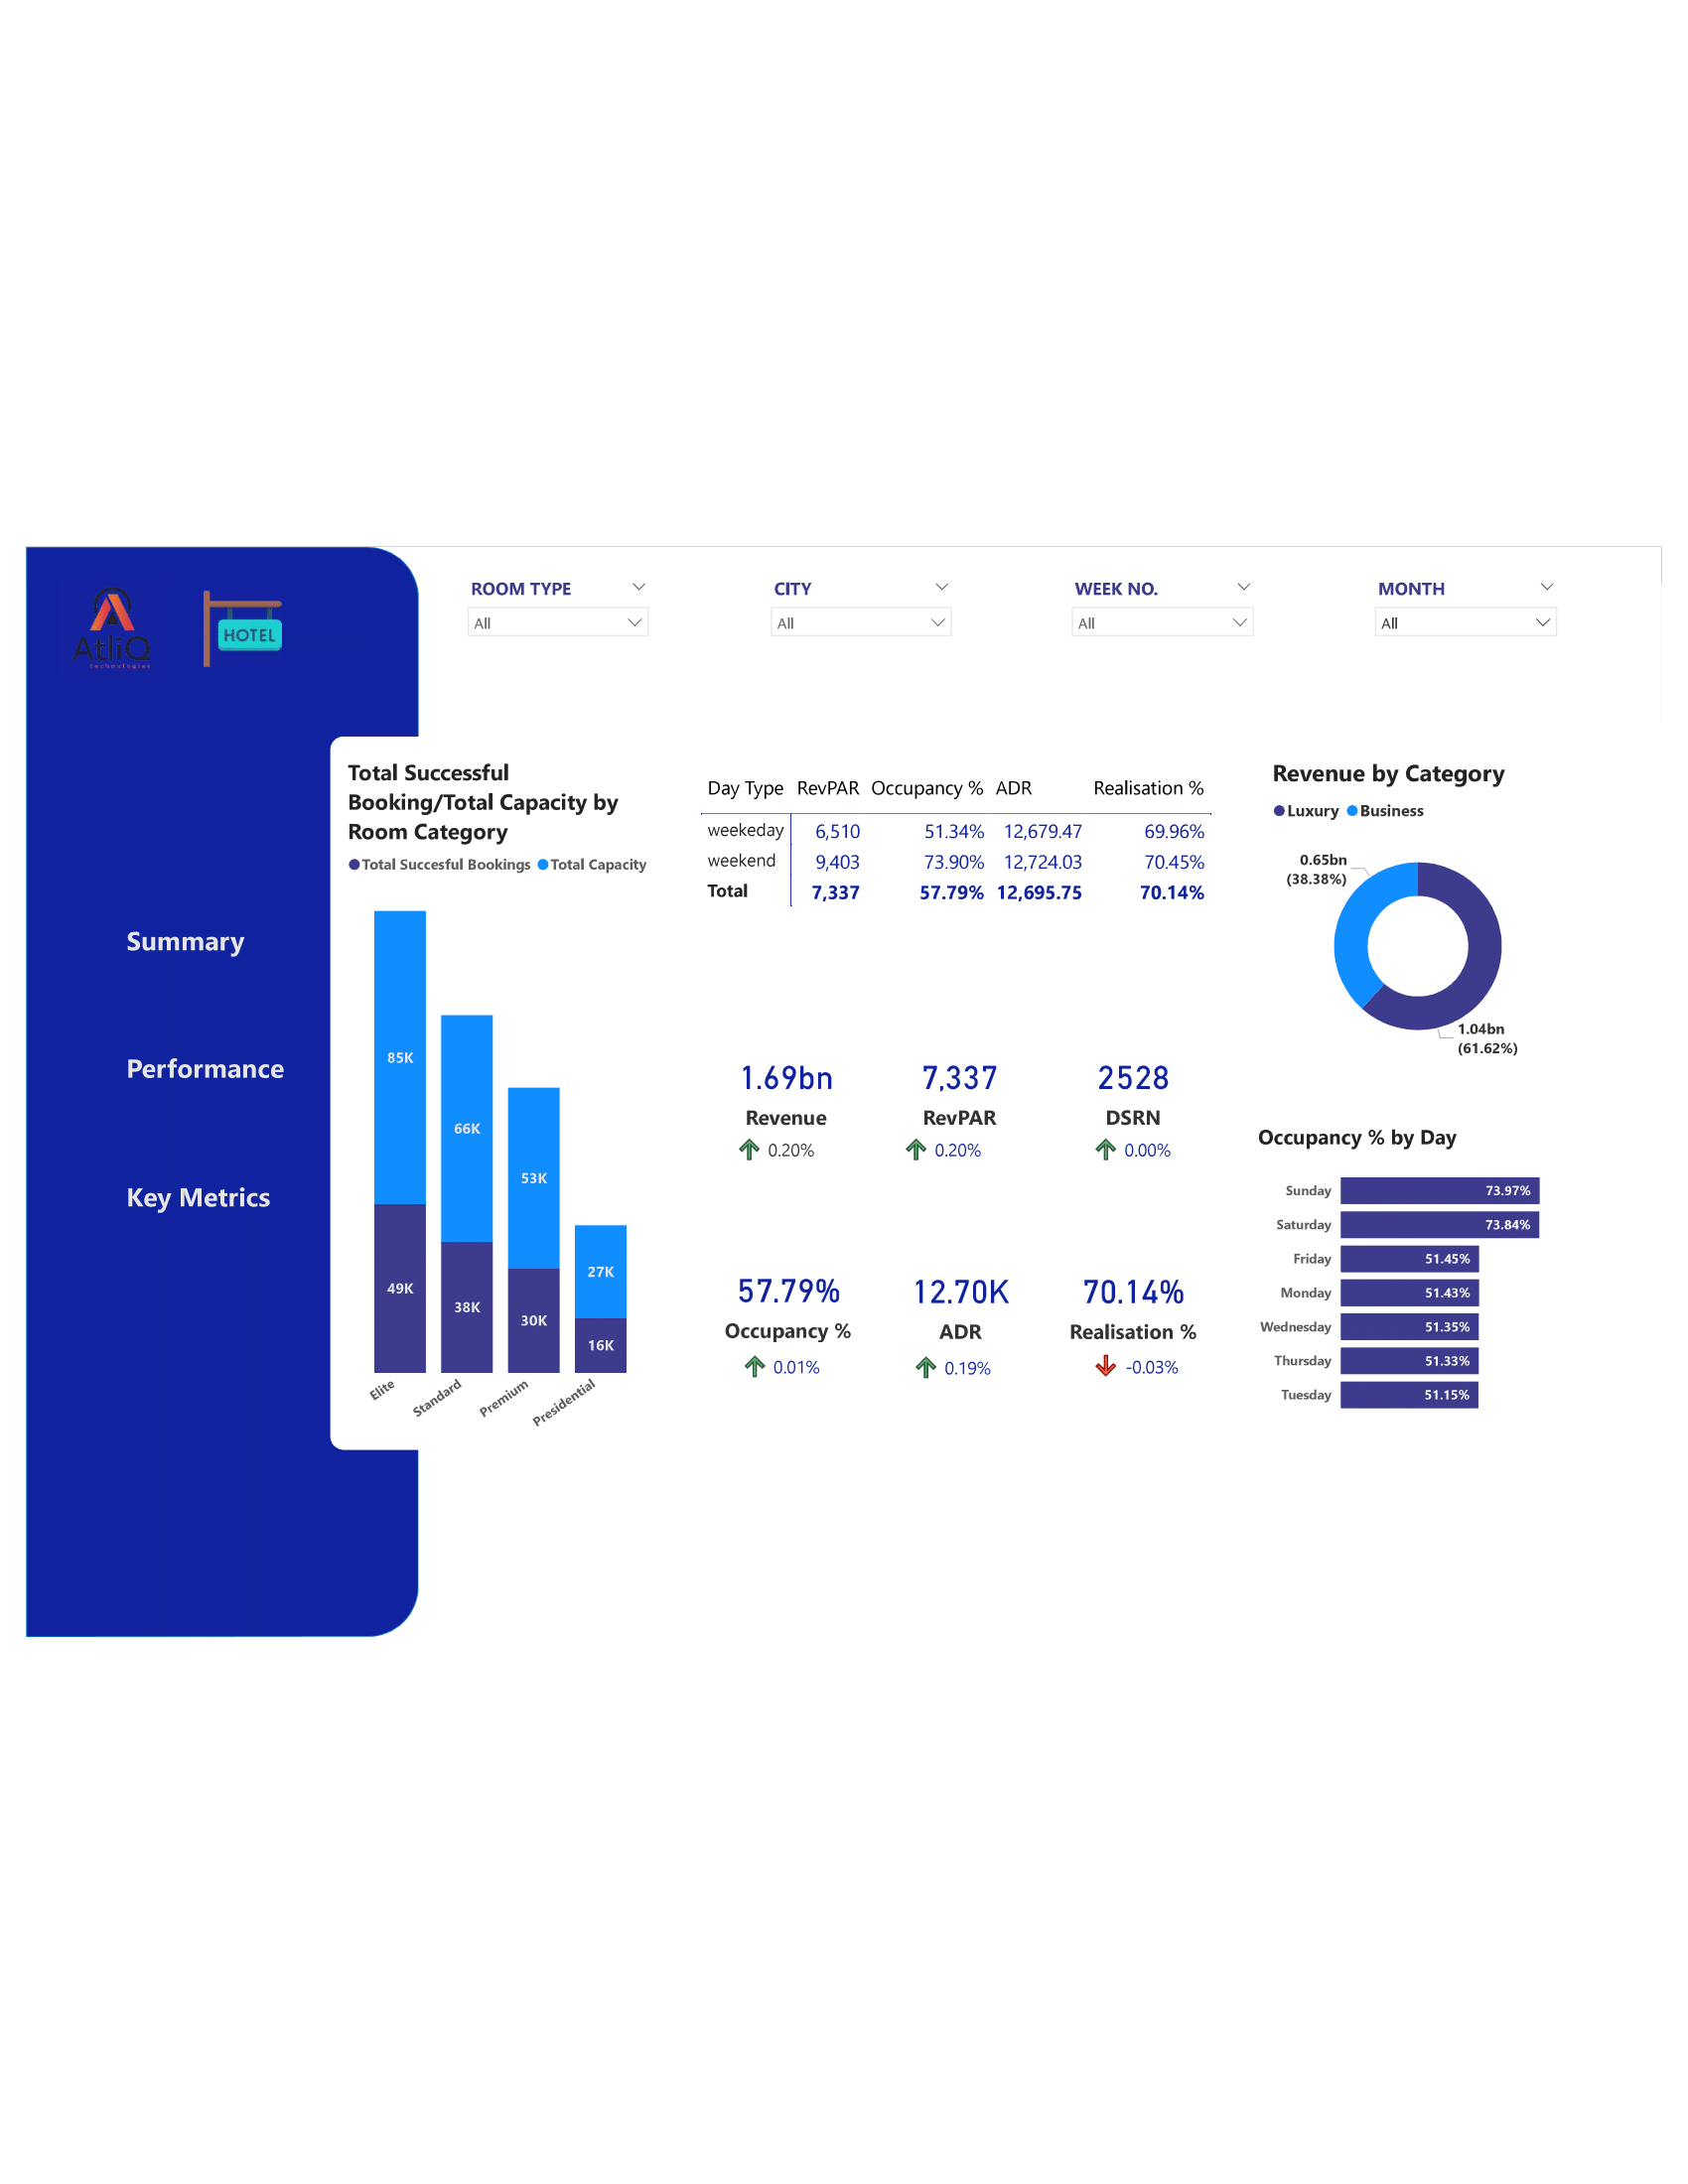 AtliQ
technologies
HOTEL
ROOM TYPE
All
CITY
All
WEEK NO.
All
MONTH
All
Summary
Performance
Key Metrics
Total Successful
Booking/Total Capacity by
Room Category
Total Succesful Bookings Total Capacity
85K
49K
66K
38K
53K
30K
27K
16K
Elite
Standard
Premium
Presidential
Day Type RevPAR Occupancy % ADR Realisation %
weekeday 6,510 51.34% 12,679.47 69.96%
weekend 9,403 73.90% 12,724.03 70.45%
Total 7,337 57.79% 12,695.75 70.14%
1.69bn
Revenue
0.20%
7,337
RevPAR
0.20%
2528
DSRN
0.00%
57.79%
Occupancy %
0.01%
12.70K
ADR
0.19%
70.14%
Realisation %
-0.03%
Revenue by Category
Luxury Business
0.65bn
(38.38%)
1.04bn
(61.62%)
Occupancy % by Day
Sunday 73.97%
Saturday 73.84%
Friday 51.45%
Monday 51.43%
Wednesday 51.35%
Thursday 51.33%
Tuesday 51.15%